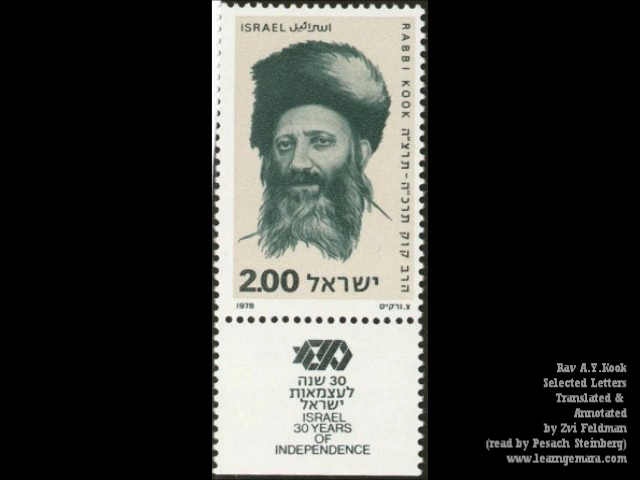 ISRAEL اسرائيل
RABBI KOOK
הרב קוק תרכ"ה-תרצ"ה
2.00 ישראל
1978 צ.נרקיס
30 שנה
לעצמאות
ישראל
ISRAEL
30 YEARS
OF
INDEPENDENCE
Rav A.Y.Kook
Selected Letters
Translated &
Annotated
by Zvi Feldman
(read by Pesach Steinberg)
www.learngemara.com